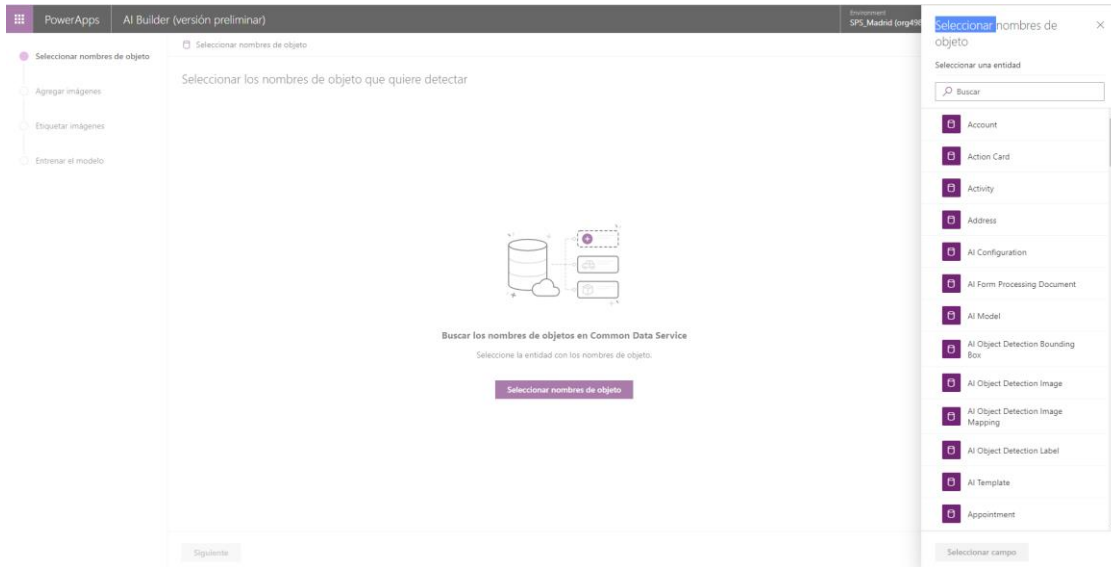 PowerApps
AI Builder (versión preliminar)
Environment
SPS_Madrid (org498
Seleccionar nombres de objeto
Agregar imágenes
Etiquetar imágenes
Entrenar el modelo
Seleccionar nombres de objeto
Seleccionar los nombres de objeto que quiere detectar
Buscar los nombres de objetos en Common Data Service
Seleccione la entidad con los nombres de objeto.
Seleccionar nombres de objeto
Siguiente
Seleccionar nombres de
objeto
Seleccionar una entidad
Buscar
Account
Action Card
Activity
Address
AI Configuration
AI Form Processing Document
AI Model
AI Object Detection Bounding
Box
AI Object Detection Image
AI Object Detection Image
Mapping
AI Object Detection Label
AI Template
Appointment
Seleccionar campo